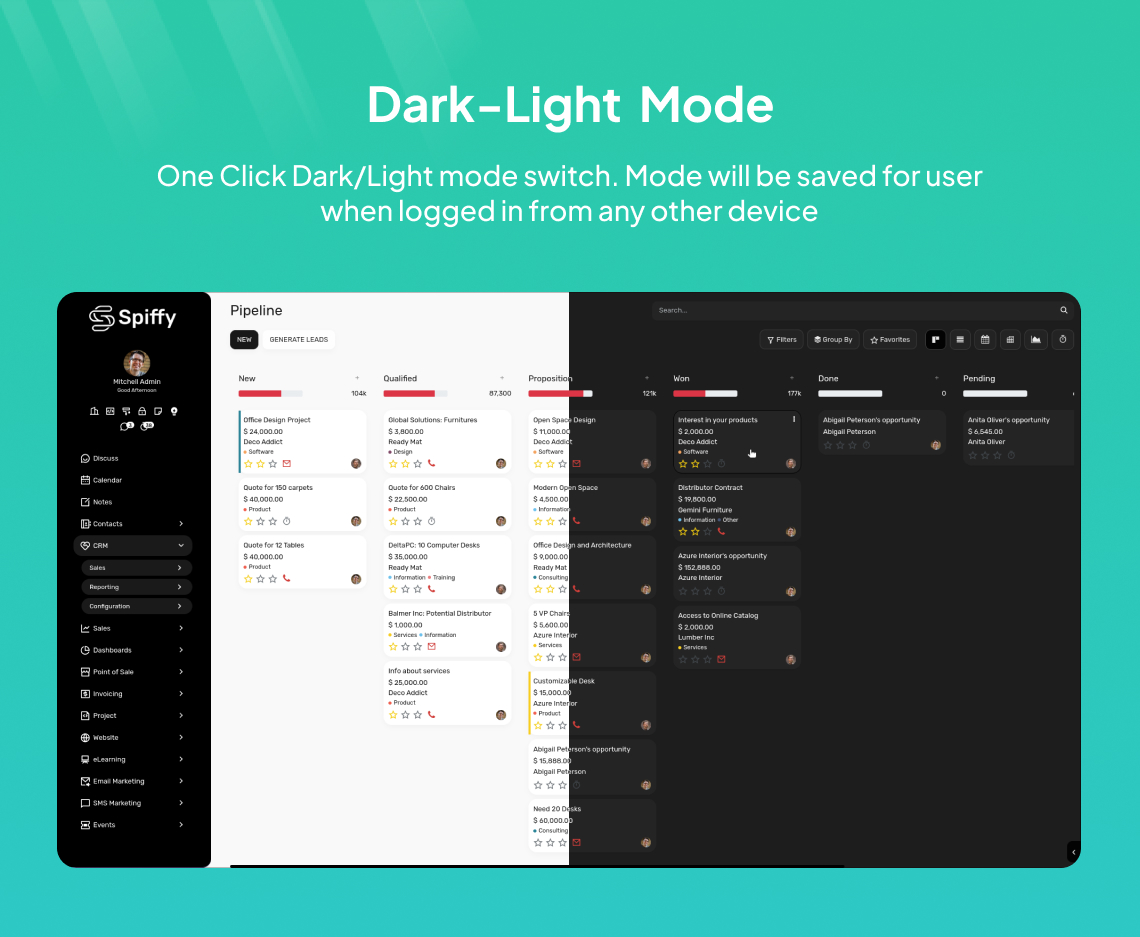 Dark-Light Mode
One Click Dark/Light mode switch. Mode will be saved for user
when logged in from any other device
Spiffy
Mitchell Admin
Good Afternoon
3
36
Discuss
Calendar
Notes
Contacts
CRM
Sales
Reporting
Configuration
Sales
Dashboards
Point of Sale
Invoicing
Project
Website
eLearning
Email Marketing
SMS Marketing
Events
Pipeline
Search...
NEW
GENERATE LEADS
Filters
Group By
Favorites
New +
104k
Office Design Project
$ 24,000.00
Deco Addict
Software
Quote for 150 carpets
$ 40,000.00
Product
Quote for 12 Tables
$ 40,000.00
Product
Qualified +
87,300
Global Solutions: Furnitures
$ 3,800.00
Ready Mat
Design
Quote for 600 Chairs
$ 22,500.00
Product
DeltaPC: 10 Computer Desks
$ 35,000.00
Ready Mat
Information Training
Balmer Inc: Potential Distributor
$ 1,000.00
Services Information
Info about services
$ 25,000.00
Deco Addict
Product
Proposition +
121k
Open Space Design
$ 11,000.00
Deco Addict
Software
Modern Open Space
$ 4,500.00
Information
Office Design and Architecture
$ 9,000.00
Ready Mat
Consulting
5 VP Chairs
$ 5,600.00
Azure Interior
Services
Customizable Desk
$ 15,000.00
Azure Interior
Product
Abigail Peterson's opportunity
$ 15,888.00
Abigail Peterson
Need 20 Desks
$ 60,000.00
Consulting
Won +
177k
Interest in your products
$ 2,000.00
Deco Addict
Software
Distributor Contract
$ 19,800.00
Gemini Furniture
Information Other
Azure Interior's opportunity
$ 152,888.00
Azure Interior
Access to Online Catalog
$ 2,000.00
Lumber Inc
Services
Done +
0
Abigail Peterson's opportunity
Abigail Peterson
Pending
Anita Oliver's opportunity
$ 6,545.00
Anita Oliver